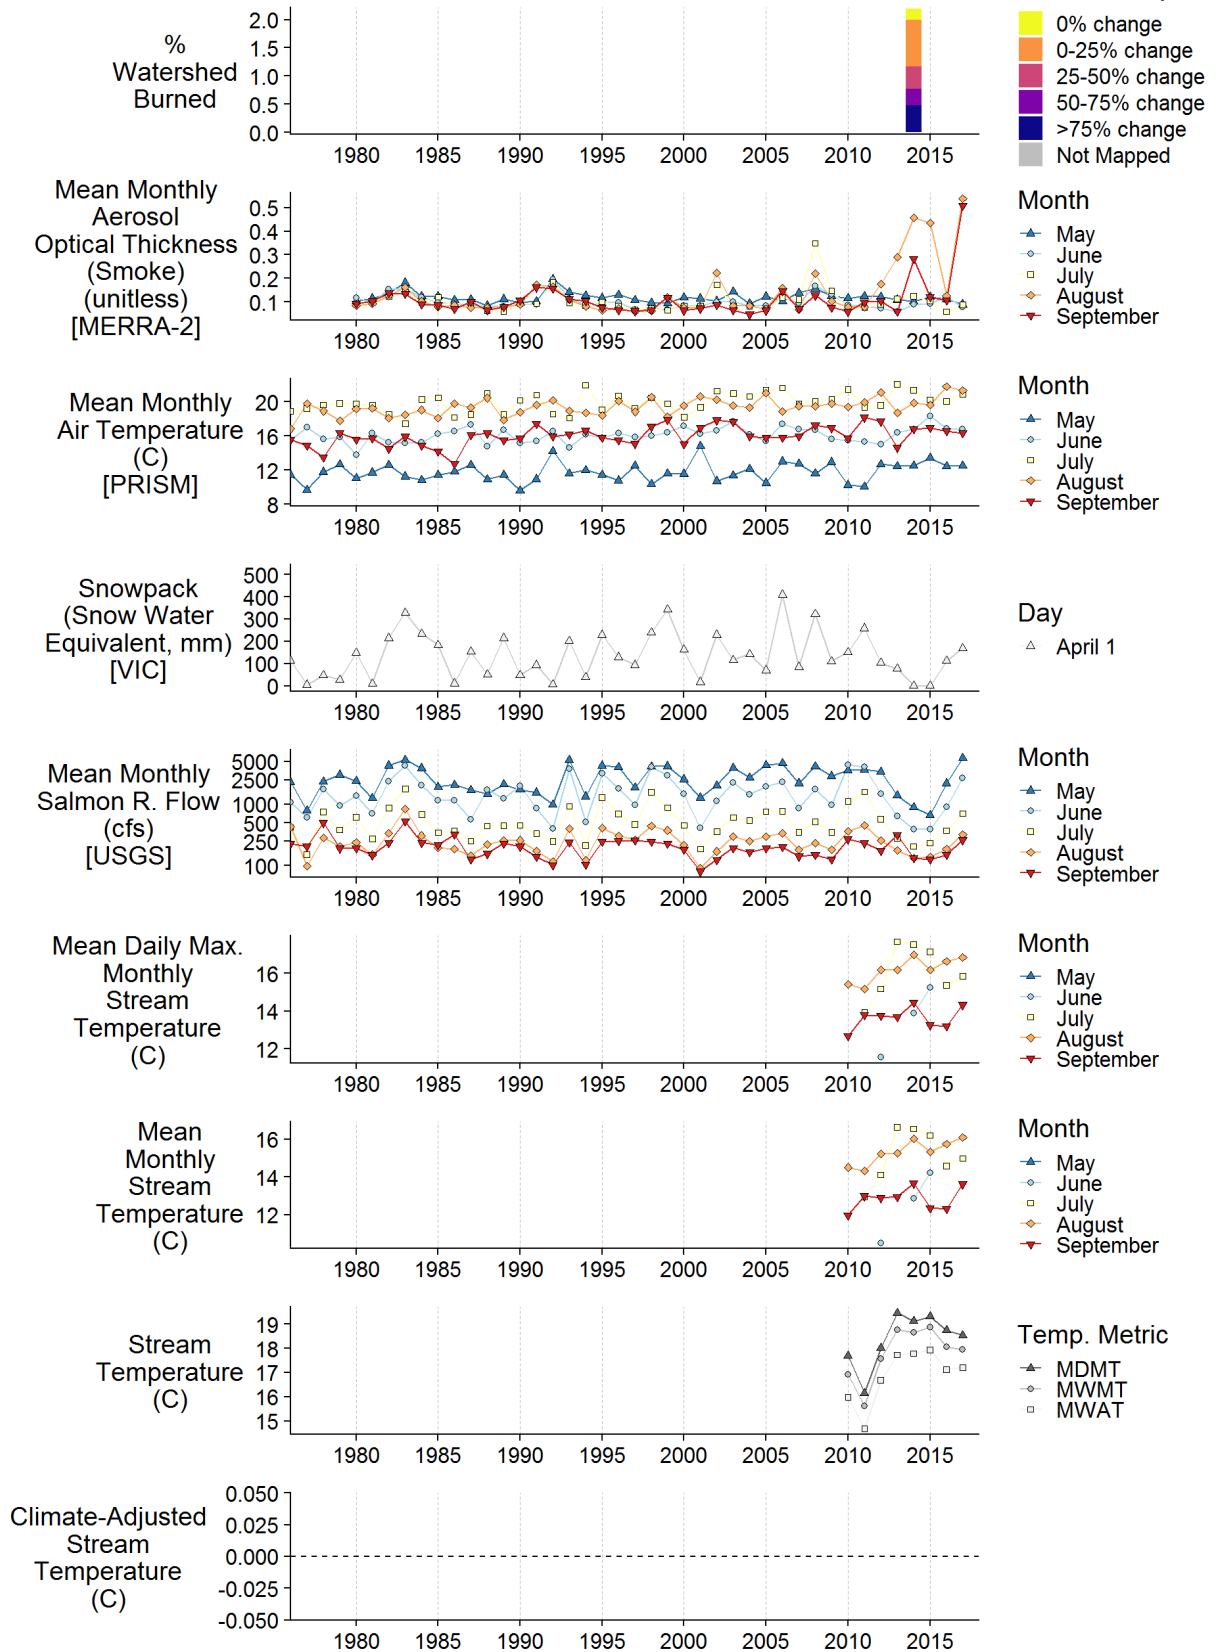 %
Watershed
Burned
2.0
1.5
1.0
0.5
0.0
1980 1985 1990 1995 2000 2005 2010 2015
0% change
0-25% change
25-50% change
50-75% change
>75% change
Not Mapped
Mean Monthly
Aerosol
Optical Thickness
(Smoke)
(unitless)
[MERRA-2]
0.5
0.4
0.3
0.2
0.1
1980 1985 1990 1995 2000 2005 2010 2015
Month
May
June
July
August
September
Mean Monthly
Air Temperature
(C)
[PRISM]
20
16
12
8
1980 1985 1990 1995 2000 2005 2010 2015
Month
May
June
July
August
September
Snowpack
(Snow Water
Equivalent, mm)
[VIC]
500
400
300
200
100
0
1980 1985 1990 1995 2000 2005 2010 2015
Day
April 1
Mean Monthly
Salmon R. Flow
(cfs)
[USGS]
5000
2500
1000
500
250
100
1980 1985 1990 1995 2000 2005 2010 2015
Month
May
June
July
August
September
Mean Daily Max.
Monthly
Stream
Temperature
(C)
16
14
12
1980 1985 1990 1995 2000 2005 2010 2015
Month
May
June
July
August
September
Mean
Monthly
Stream
Temperature
(C)
16
14
12
1980 1985 1990 1995 2000 2005 2010 2015
Month
May
June
July
August
September
Stream
Temperature
(C)
19
18
17
16
15
1980 1985 1990 1995 2000 2005 2010 2015
Temp. Metric
MDMT
MWMT
MWAT
Climate-Adjusted
Stream
Temperature
(C)
0.050
0.025
0.000
-0.025
-0.050
1980 1985 1990 1995 2000 2005 2010 2015